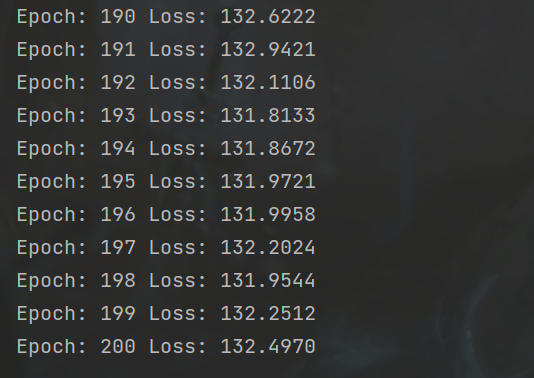 Epoch: 190 Loss: 132.6222
Epoch: 191 Loss: 132.9421
Epoch: 192 Loss: 132.1106
Epoch: 193 Loss: 131.8133
Epoch: 194 Loss: 131.8672
Epoch: 195 Loss: 131.9721
Epoch: 196 Loss: 131.9958
Epoch: 197 Loss: 132.2024
Epoch: 198 Loss: 131.9544
Epoch: 199 Loss: 132.2512
Epoch: 200 Loss: 132.4970